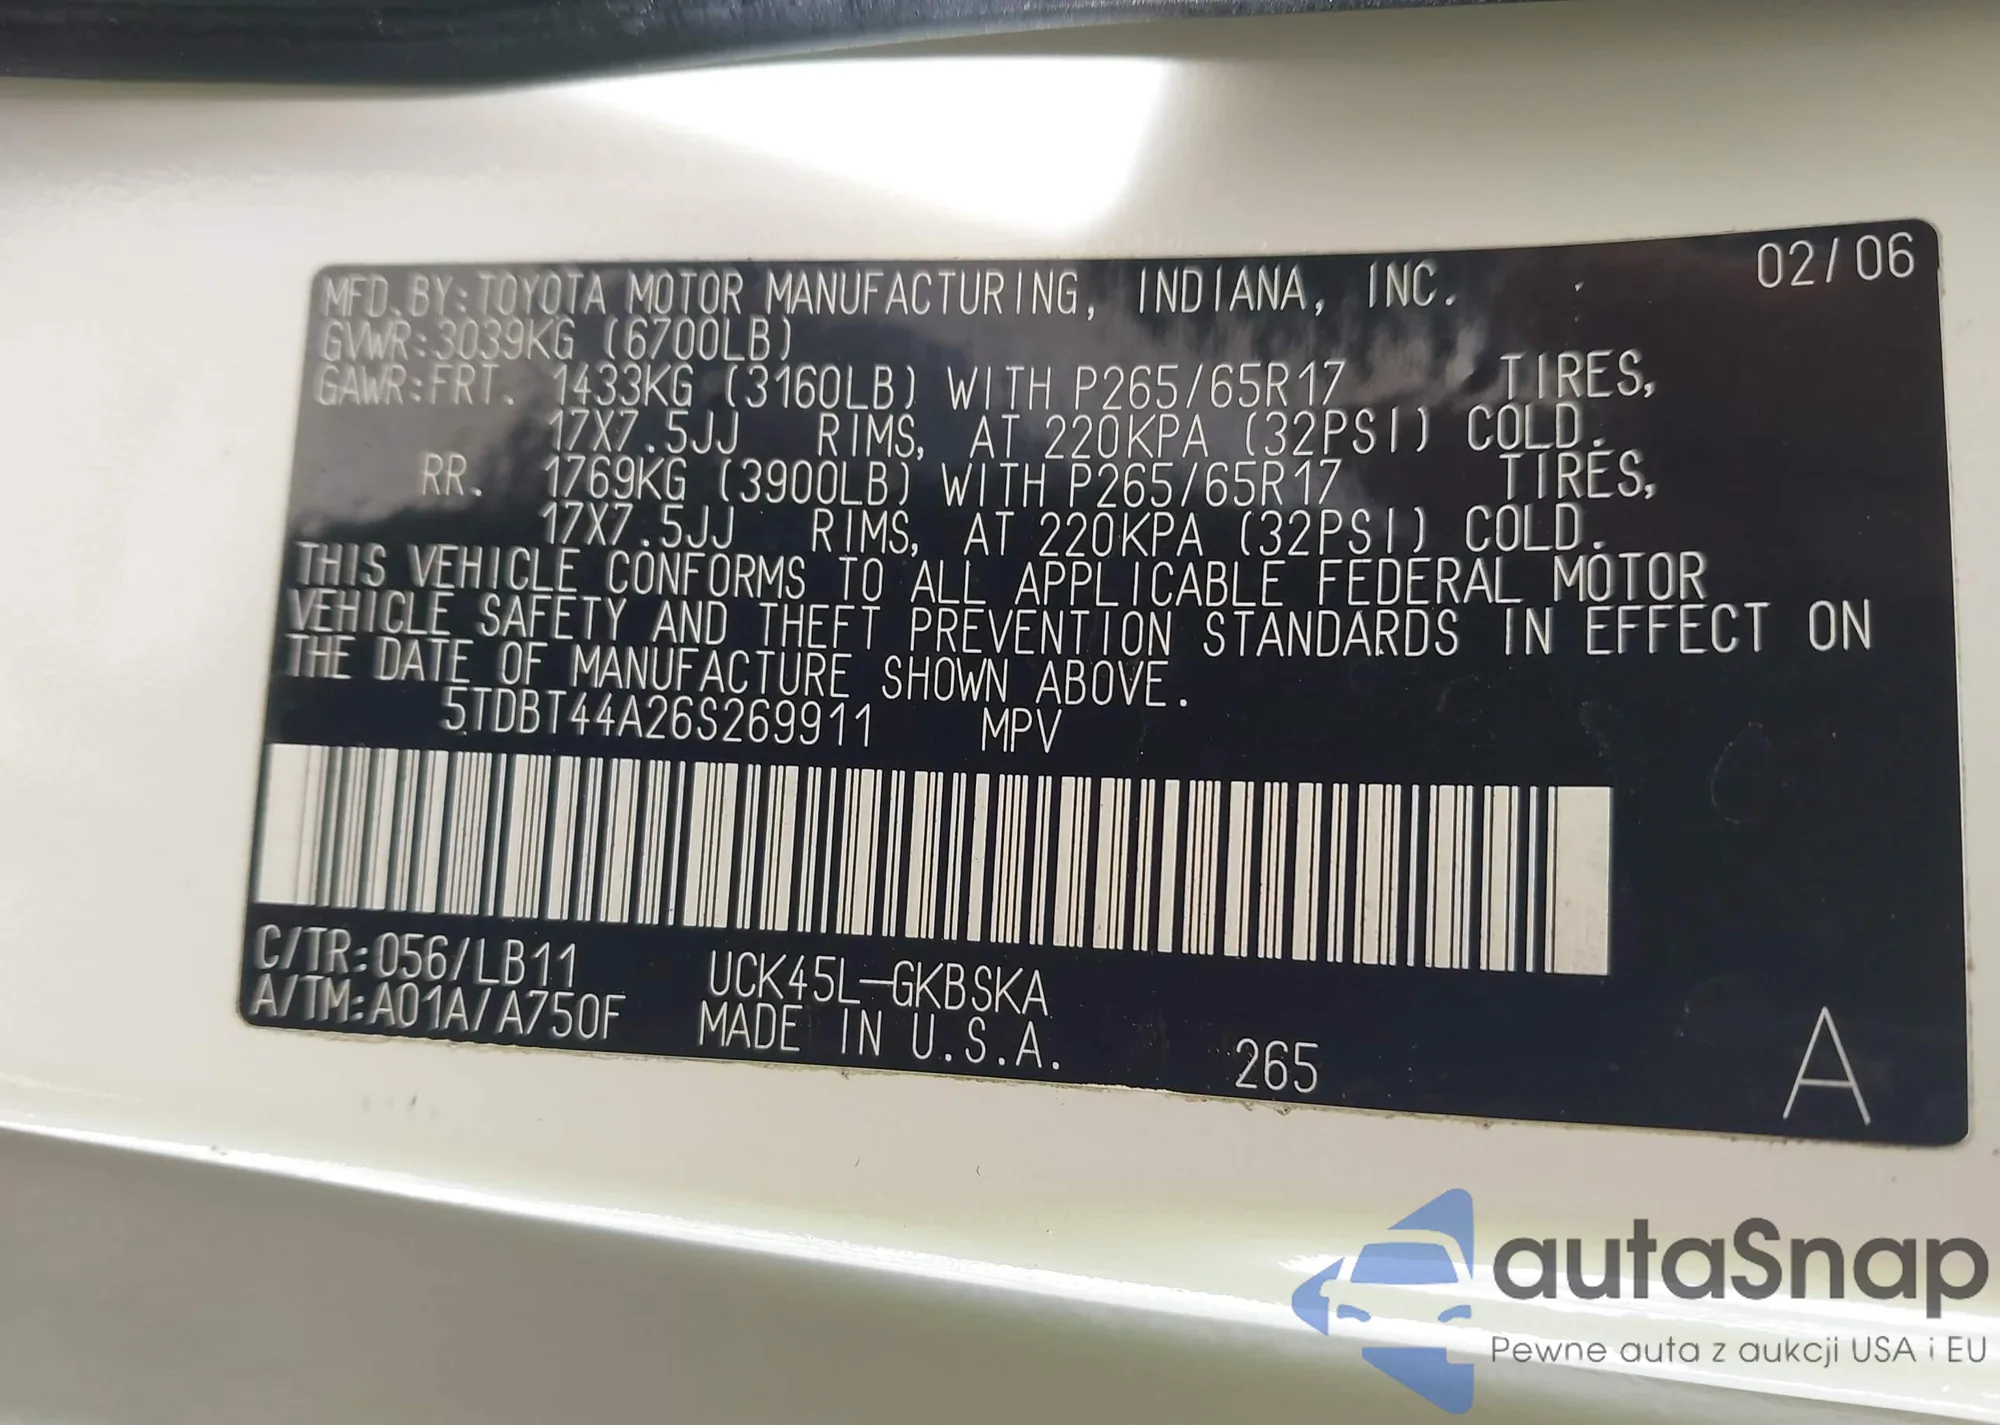 02/06
MFD.BY:TOYOTA MOTOR MANUFACTURING, INDIANA, INC.
GVWR:3039KG (6700LB)
GAWR:FRT. 1433KG (3160LB) WITH P265/65R17 TIRES,
17X7.5JJ RIMS, AT 220KPA (32PSI) COLD.
RR. 1769KG (3900LB) WITH P265/65R17 TIRES,
17X7.5JJ RIMS, AT 220KPA (32PSI) COLD.
THIS VEHICLE CONFORMS TO ALL APPLICABLE FEDERAL MOTOR
VEHICLE SAFETY AND THEFT PREVENTION STANDARDS IN EFFECT ON
THE DATE OF MANUFACTURE SHOWN ABOVE.
5TDBT44A26S269911 MPV
C/TR:056/LB11 UCK45L-GKBSKA
A/TM:A01A/A750F MADE IN U.S.A. 265 A
autoSnap
Pewne auta z aukcji USA i EU